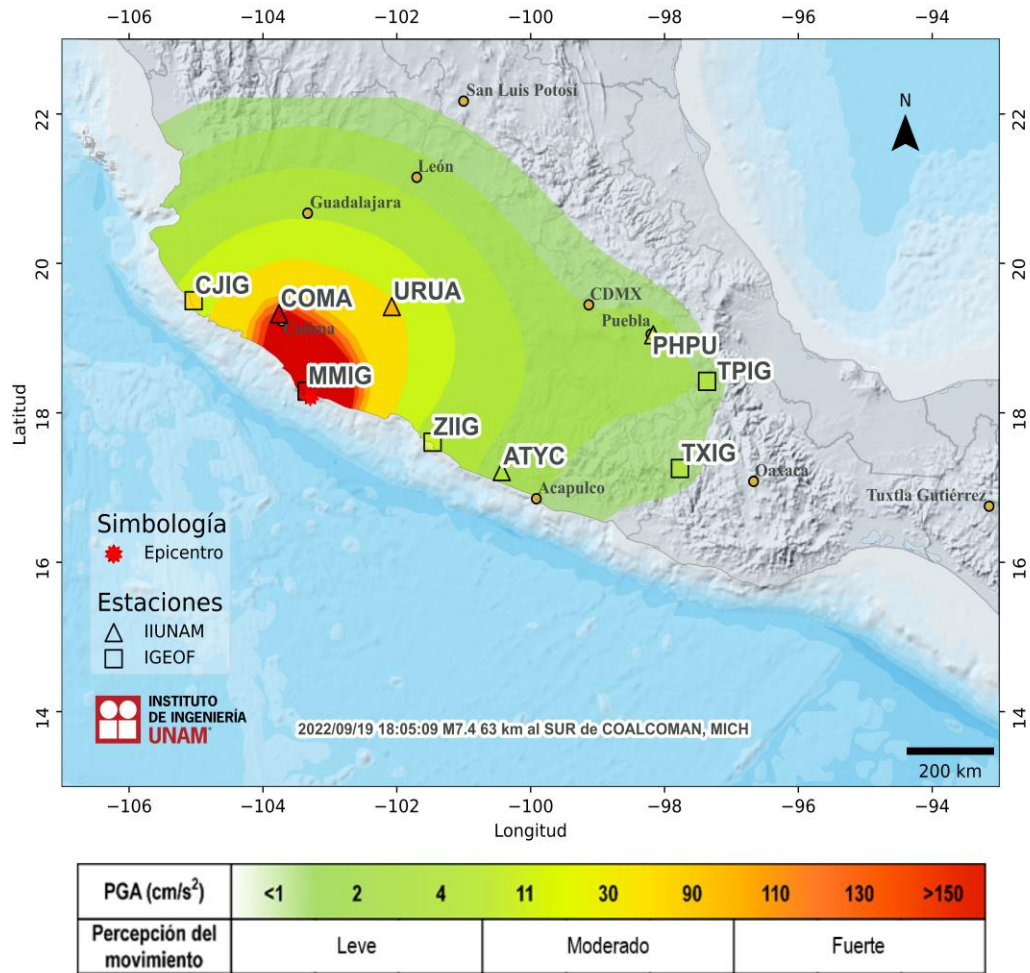 −106 −104 −102 −100 −98 −96 −94
N
San Luis Potosí
22 22
León
Guadalajara
20 20
CJIG
COMA
URUA
CDMX
Colima
Puebla
PHPU
MMIG
TPIG
18 18
Latitud
ZIIG
ATYC
TXIG
Oaxaca
Acapulco
Tuxtla Gutiérrez
Simbología
Epicentro
16 16
Estaciones
IIUNAM
IGEOF
14 14
INSTITUTO
DE INGENIERÍA
UNAM
2022/09/19 18:05:09 M7.4 63 km al SUR de COALCOMAN, MICH
200 km
−106 −104 −102 −100 −98 −96 −94
Longitud
PGA (cm/s²) <1 2 4 11 30 90 110 130 >150
Percepción del
movimiento Leve Moderado Fuerte